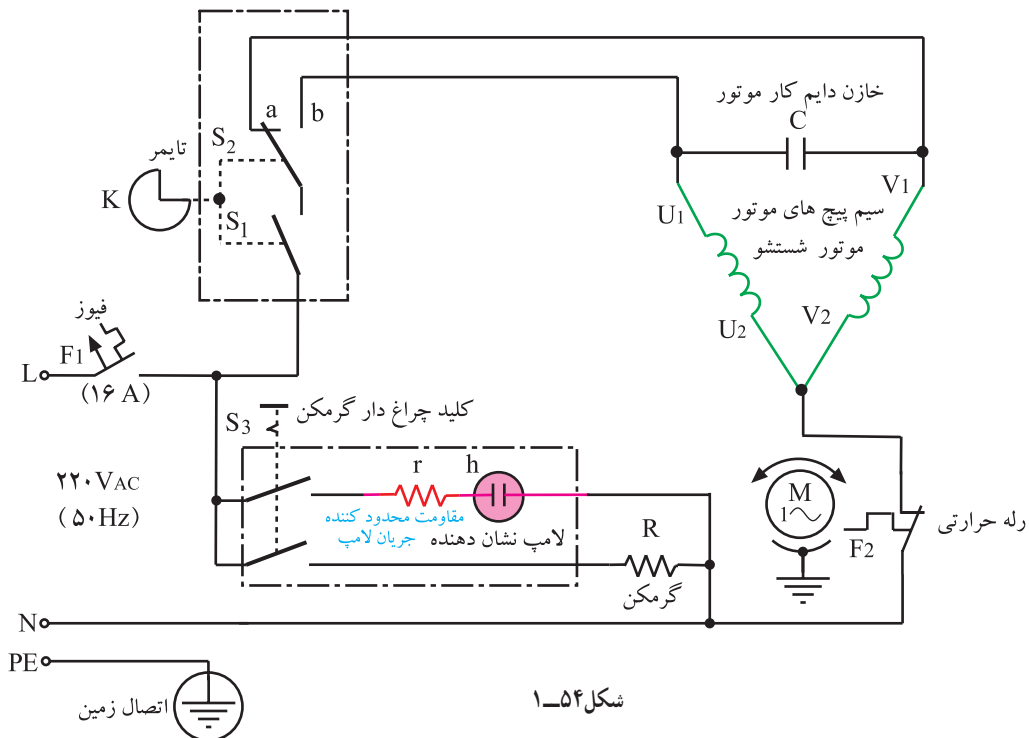 خازن دایم کار موتور
C
a
b
S2
تایمر
K
S1
V1
U1
سیم پیچ های موتور
موتور شستشو
U2
V2
فیوز
F1
L
(۱۶ A)
کلید چراغ دار گرمکن
S3
r
h
۲۲۰VAC
(۵۰Hz)
مقاومت محدود کننده
جریان لامپ
لامپ نشان دهنده
R
گرمکن
M
1
رله حرارتی
F2
N
PE
اتصال زمین
شکل۵۴ــ۱